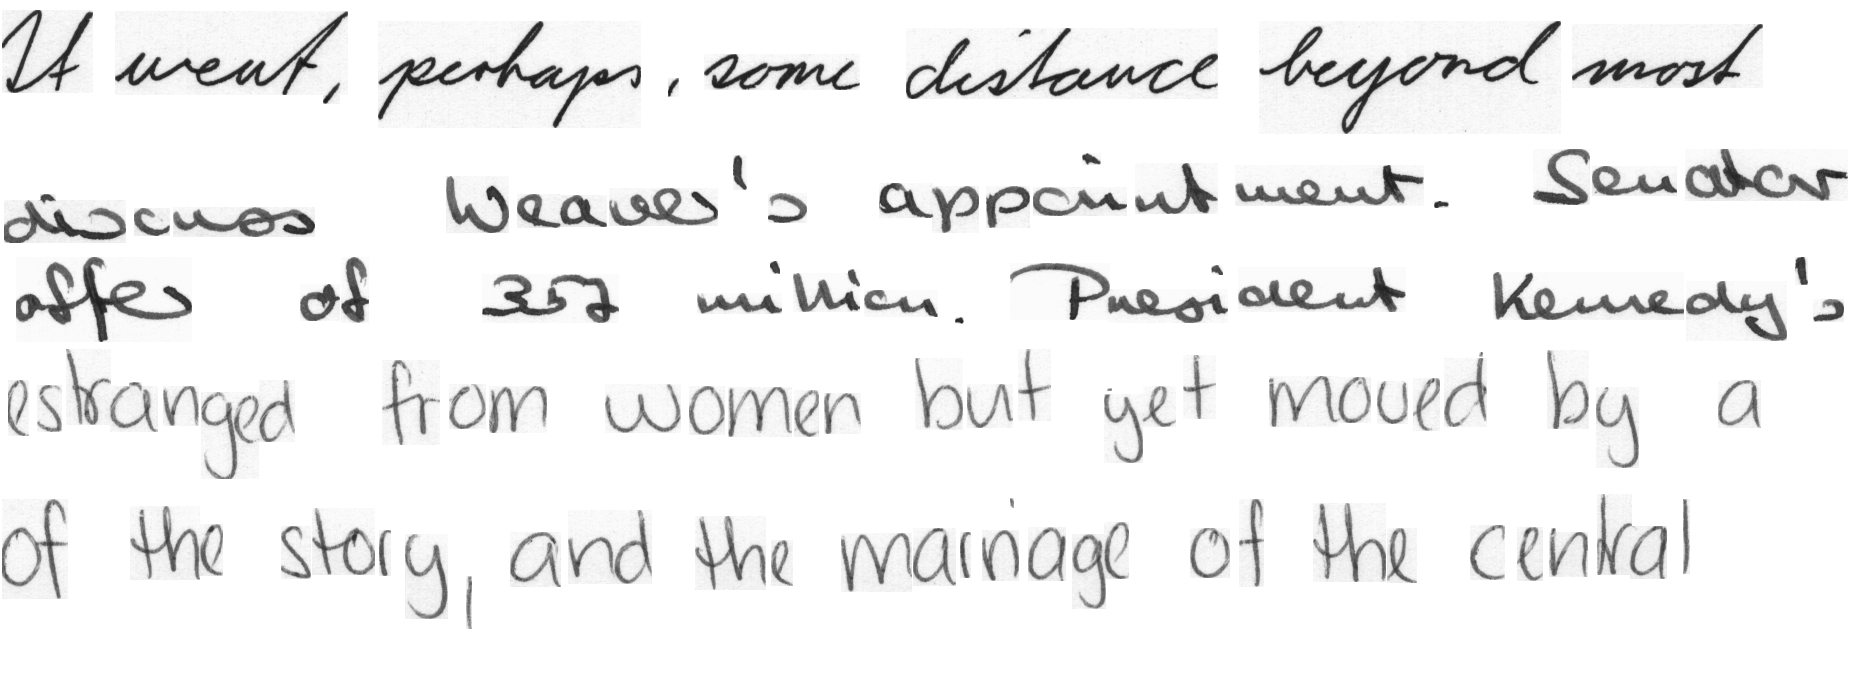 It went, perhaps, some distance beyond most
discuss Weaver's appointment. Senator
offer of 357 million. President Kennedy's
estranged from women but yet moved by a
of the story, and the marriage of the central